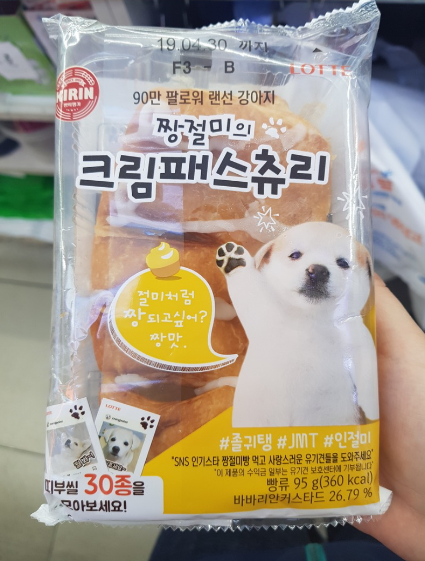 19.04.30 까지
F3 - B
KIRIN
LOTTE
90만 팔로워 랜선 강아지
짱절미의
크림패스츄리
절미처럼
짱 되고싶어?
짱맛.
LOTTE
LOTTE
#졸귀탱 #JMT #인절미
"SNS 인기스타 짱절미빵 먹고 사랑스러운 유기견들을 도와주세요"
*이 제품의 수익금 일부는 유기견 보호센터에 기부됩니다*
빵류 95 g(360 kcal)
바바리안커스타드 26.79 %
띠부씰 30종을
모아보세요!